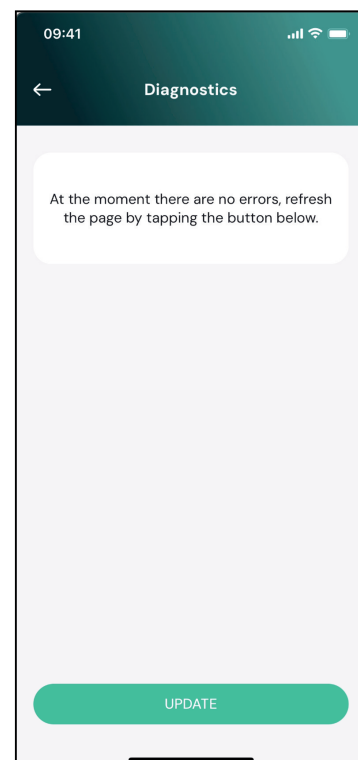 09:41
Diagnostics
At the moment there are no errors, refresh
the page by tapping the button below.
UPDATE